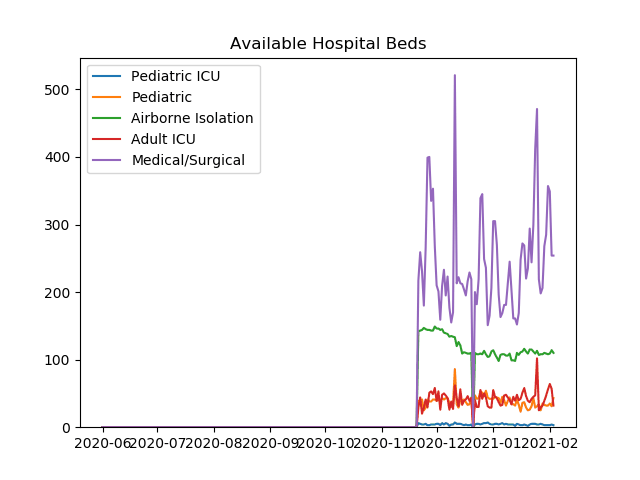 Available Hospital Beds
Pediatric ICU
Pediatric
Airborne Isolation
Adult ICU
Medical/Surgical
500
400
300
200
100
0
2020-06 2020-07 2020-08 2020-09 2020-10 2020-11 2020-12 2021-01 2021-02